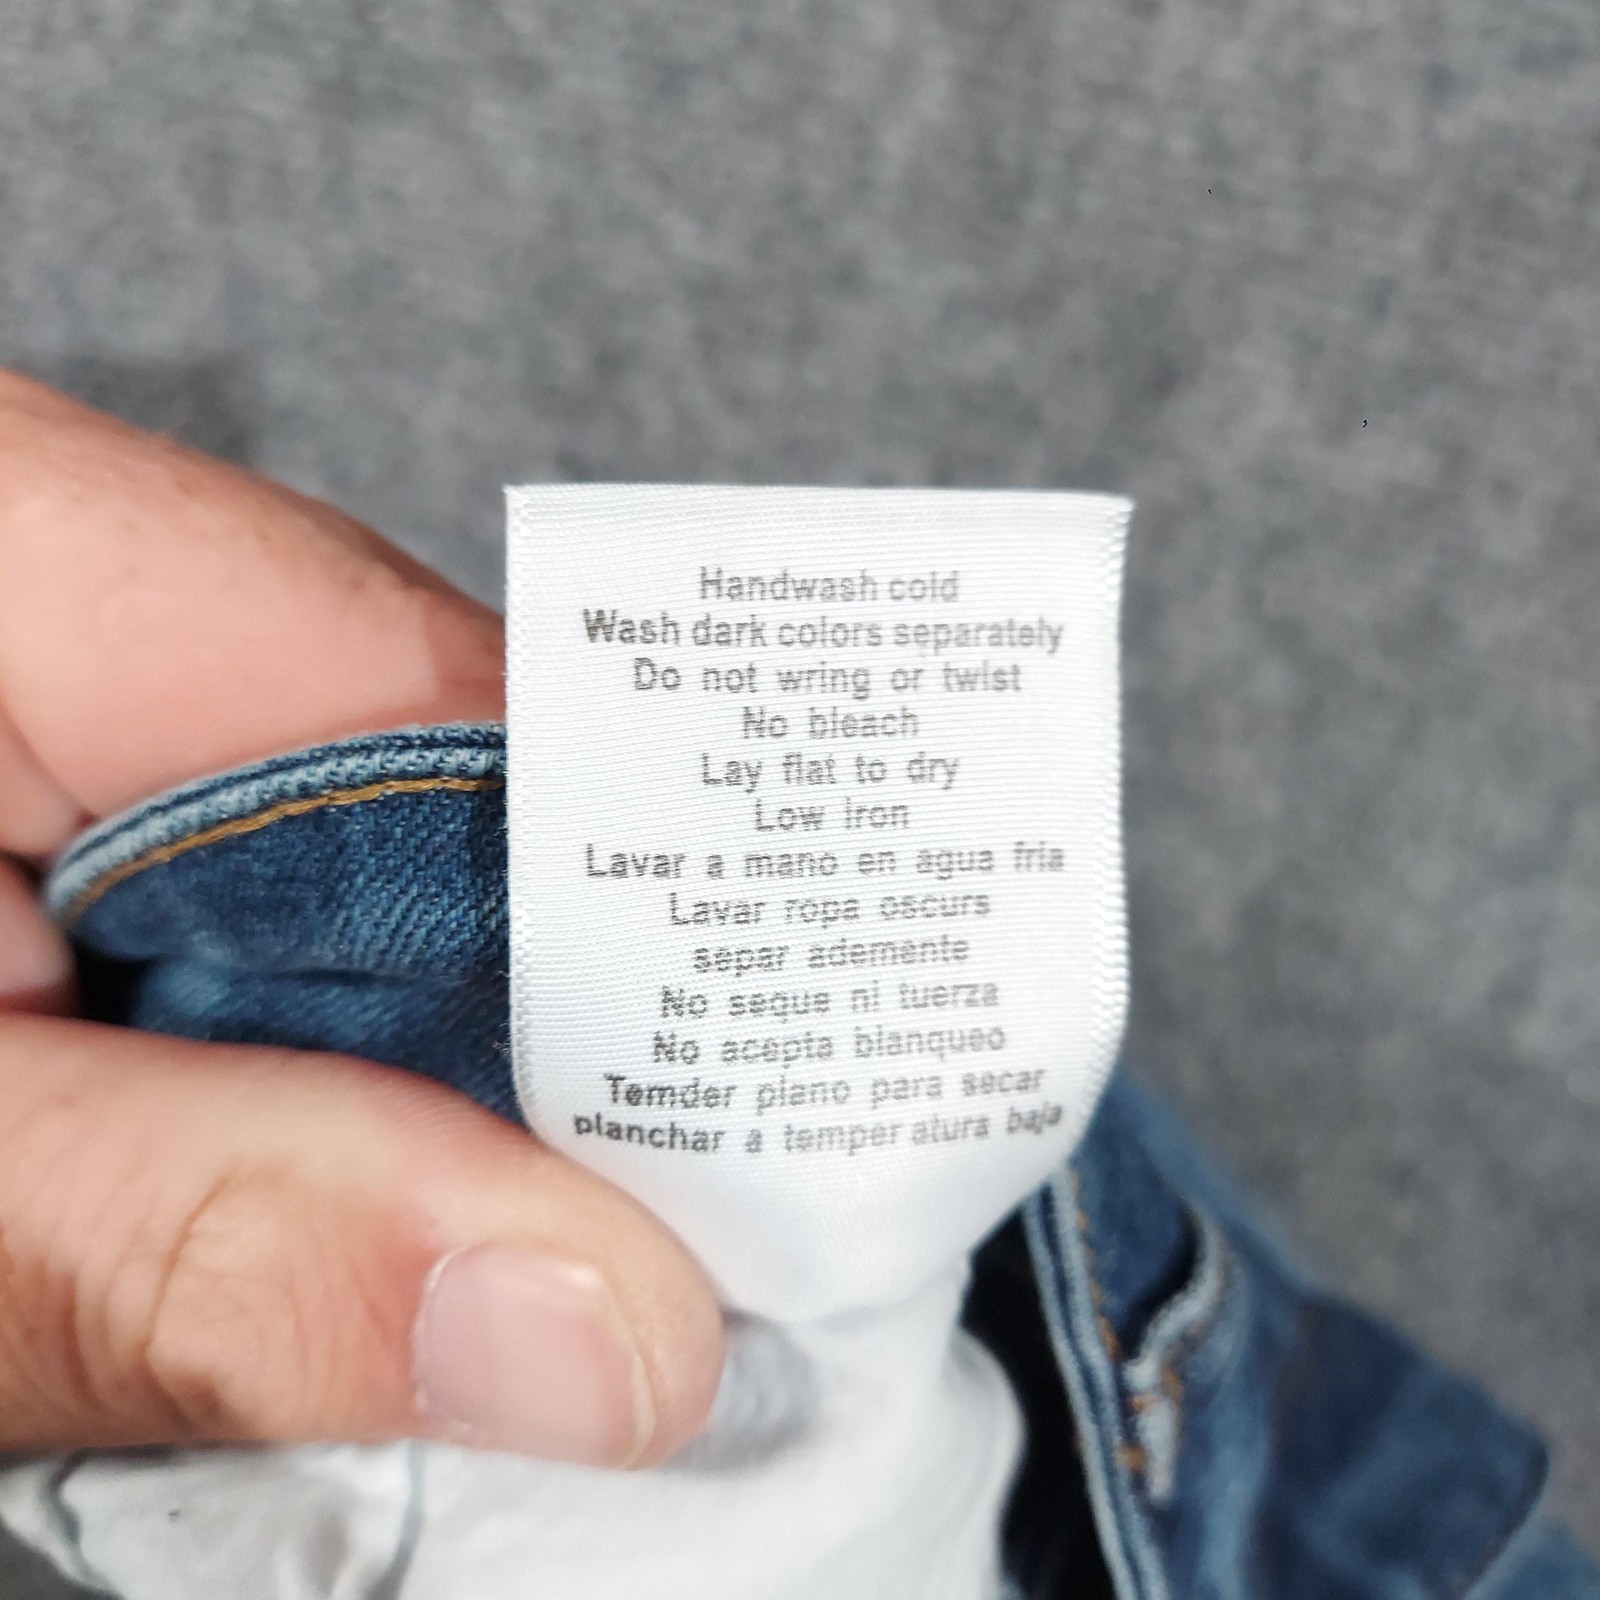 Handwash cold
Wash dark colors separately
Do not wring or twist
No bleach
Lay flat to dry
Low iron
Lavar a mano en agua fria
Lavar ropa oscurs
separ ademente
No seque ni tuerza
No acepta blanqueo
Temder plano para secar
planchar a temper atura baja